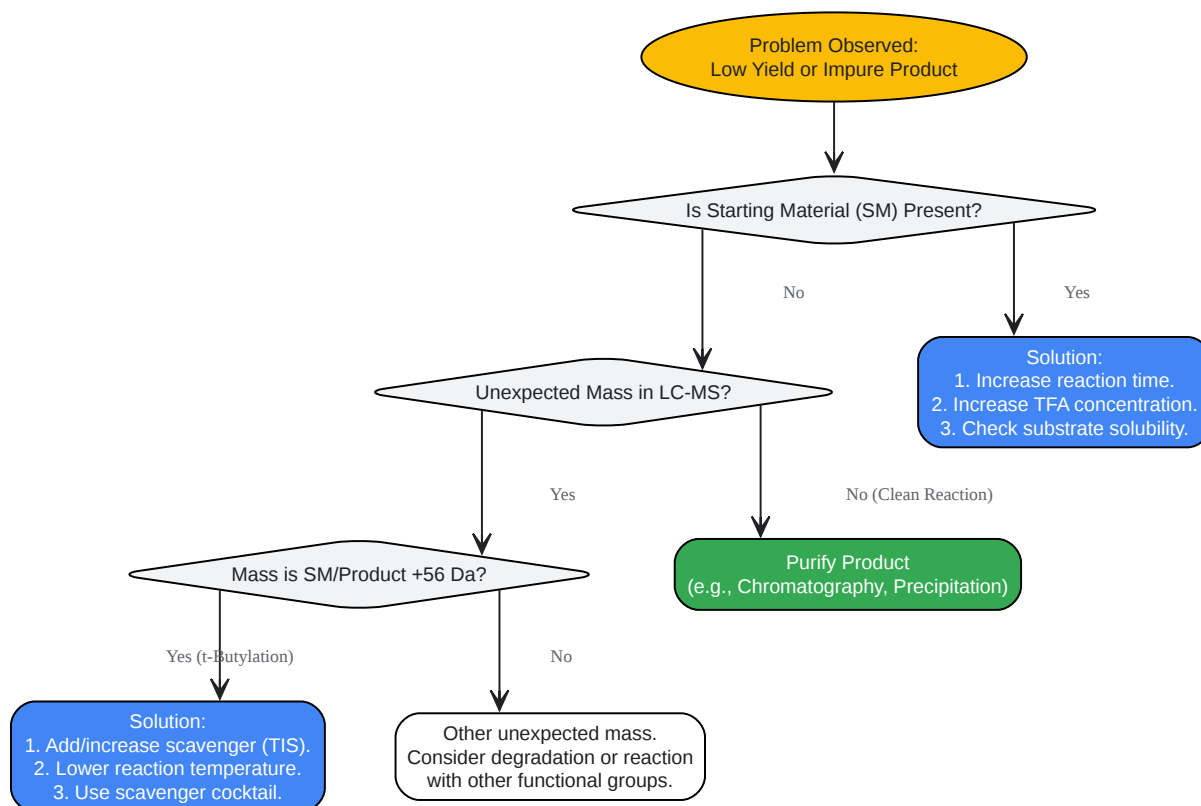 Problem Observed:
Low Yield or Impure Product
Is Starting Material (SM) Present?
No
Yes
Solution:
1. Increase reaction time.
2. Increase TFA concentration.
3. Check substrate solubility.
Unexpected Mass in LC-MS?
Yes
No (Clean Reaction)
Purify Product
(e.g., Chromatography, Precipitation)
Mass is SM/Product +56 Da?
Yes (t-Butylation)
No
Solution:
1. Add/increase scavenger (TIS).
2. Lower reaction temperature.
3. Use scavenger cocktail.
Other unexpected mass.
Consider degradation or reaction
with other functional groups.